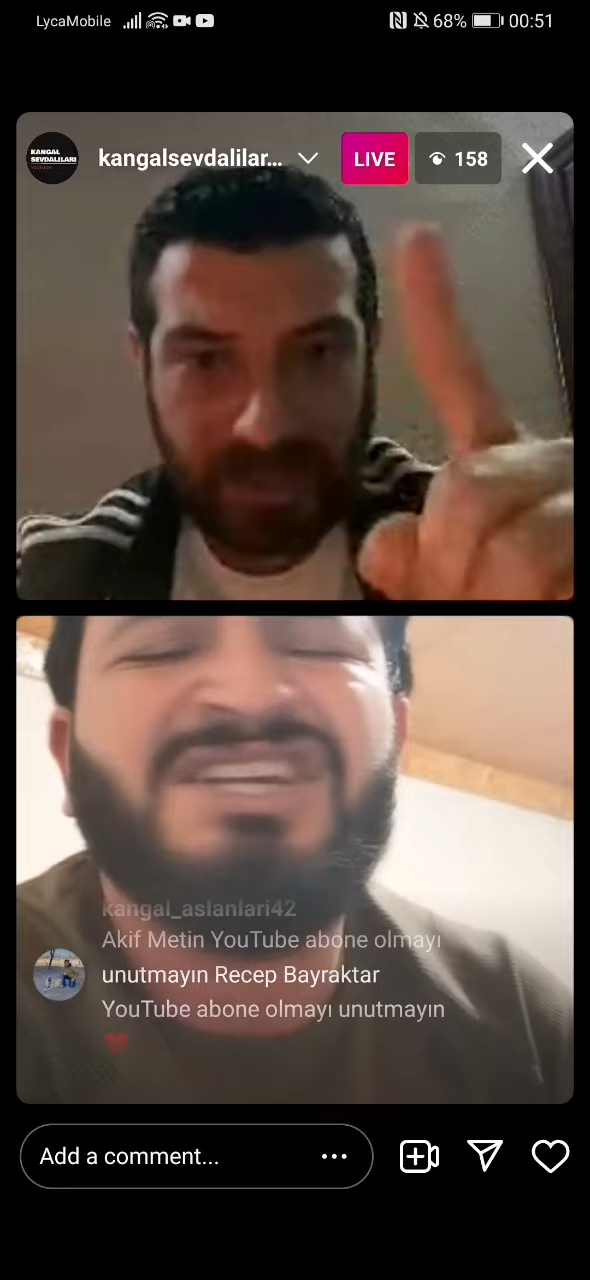 LycaMobile 68% 00:51
KANGAL
SEVDALILARI
YOUTUBE
kangalsevdalilar... LIVE 158
kangal_aslanlari42
Akif Metin YouTube abone olmayı
unutmayın Recep Bayraktar
YouTube abone olmayı unutmayın
❤️
Add a comment...